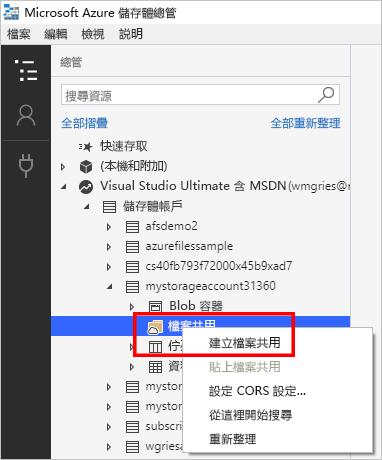 Microsoft Azure 儲存體總管
檔案 編輯 檢視 說明
總管
搜尋資源
全部摺疊 全部重新整理
快速存取
(本機和附加)
Visual Studio Ultimate 含 MSDN (wmgries@
儲存體帳戶
afsdemo2
azurefilessample
cs40fb793f72000x45b9xad7
mystorageaccount31360
Blob 容器
檔案共用
建立檔案共用
貼上檔案共用
設定 CORS 設定...
mystor
從這裡開始搜尋
mystor
重新整理
subscri
wgries